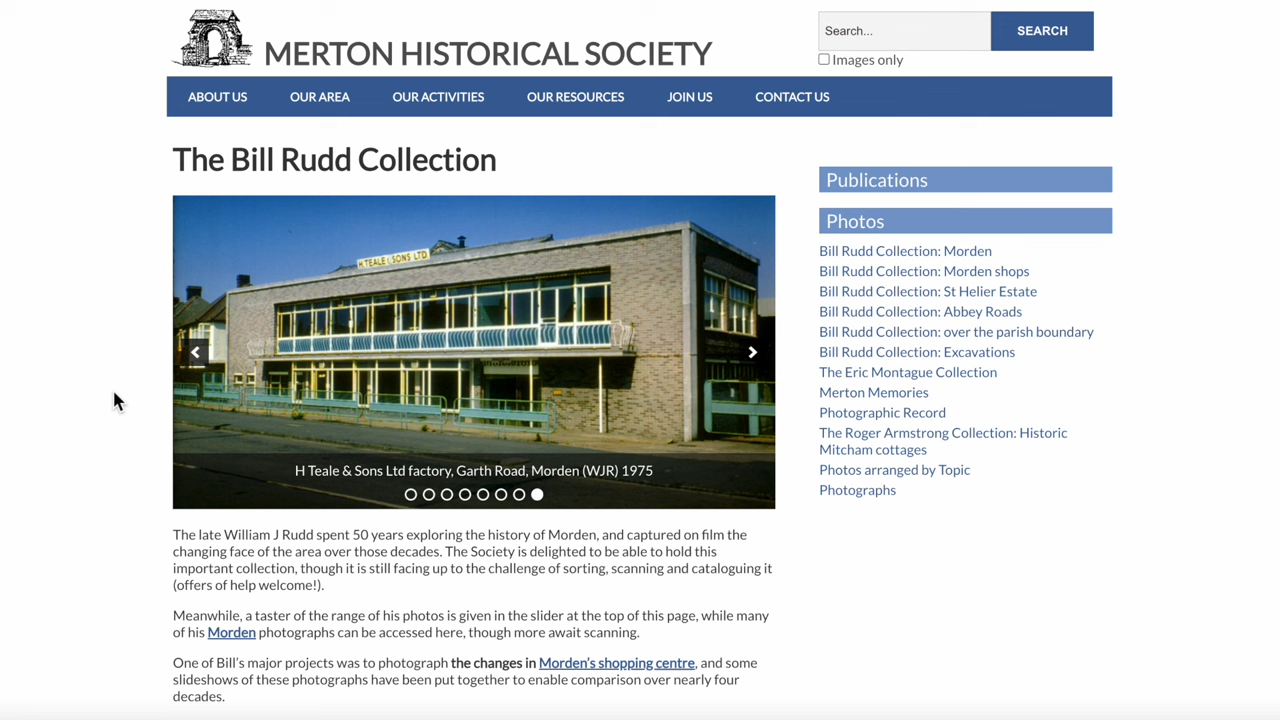 MERTON HISTORICAL SOCIETY
Search...
SEARCH
Images only
ABOUT US
OUR AREA
OUR ACTIVITIES
OUR RESOURCES
JOIN US
CONTACT US
The Bill Rudd Collection
H TEALE & SONS LTD.
H Teale & Sons Ltd factory, Garth Road, Morden (WJR) 1975
The late William J Rudd spent 50 years exploring the history of Morden, and captured on film the
changing face of the area over those decades. The Society is delighted to be able to hold this
important collection, though it is still facing up to the challenge of sorting, scanning and cataloguing it
(offers of help welcome!).
Meanwhile, a taster of the range of his photos is given in the slider at the top of this page, while many
of his Morden photographs can be accessed here, though more await scanning.
One of Bill's major projects was to photograph the changes in Morden's shopping centre, and some
slideshows of these photographs have been put together to enable comparison over nearly four
decades.
Publications
Photos
Bill Rudd Collection: Morden
Bill Rudd Collection: Morden shops
Bill Rudd Collection: St Helier Estate
Bill Rudd Collection: Abbey Roads
Bill Rudd Collection: over the parish boundary
Bill Rudd Collection: Excavations
The Eric Montague Collection
Merton Memories
Photographic Record
The Roger Armstrong Collection: Historic
Mitcham cottages
Photos arranged by Topic
Photographs